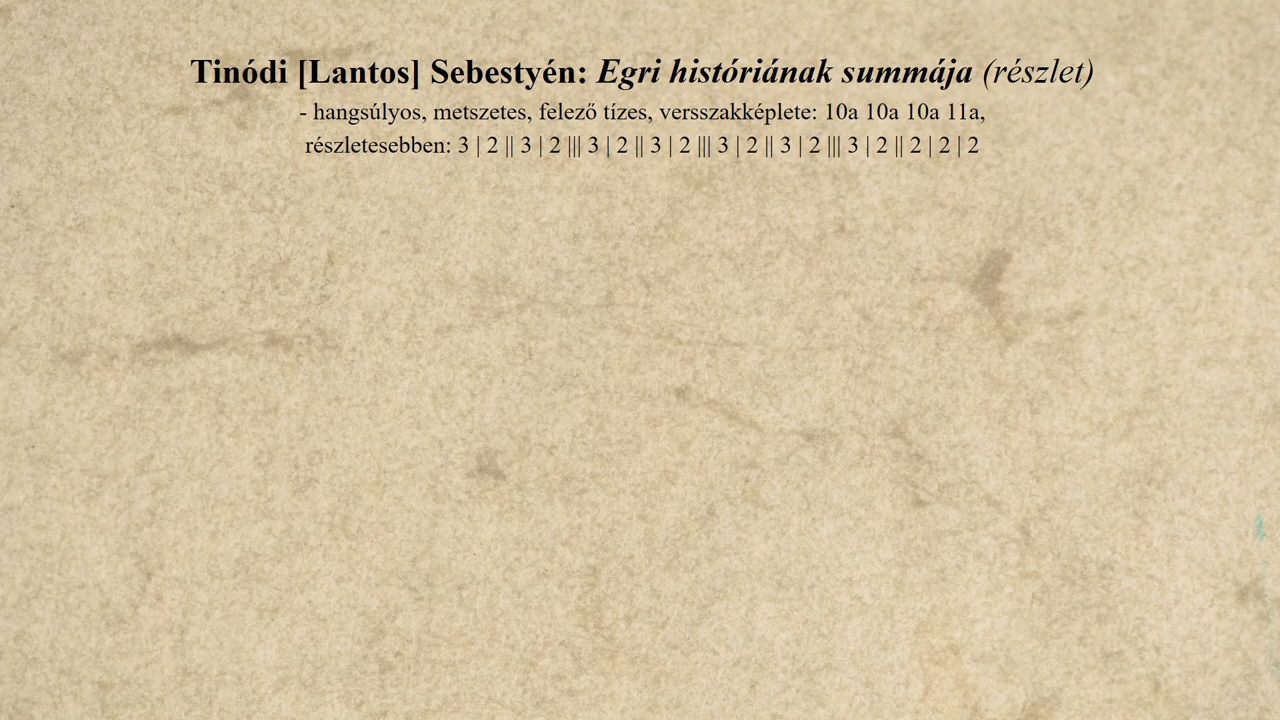 Tinódi [Lantos] Sebestyén: Egri históriának summája (részlet)
- hangsúlyos, metszetes, felező tízes, versszakképlete: 10a 10a 10a 11a,
részletesebben: 3 | 2 || 3 | 2 ||| 3 | 2 || 3 | 2 ||| 3 | 2 || 3 | 2 ||| 3 | 2 || 2 | 2 | 2